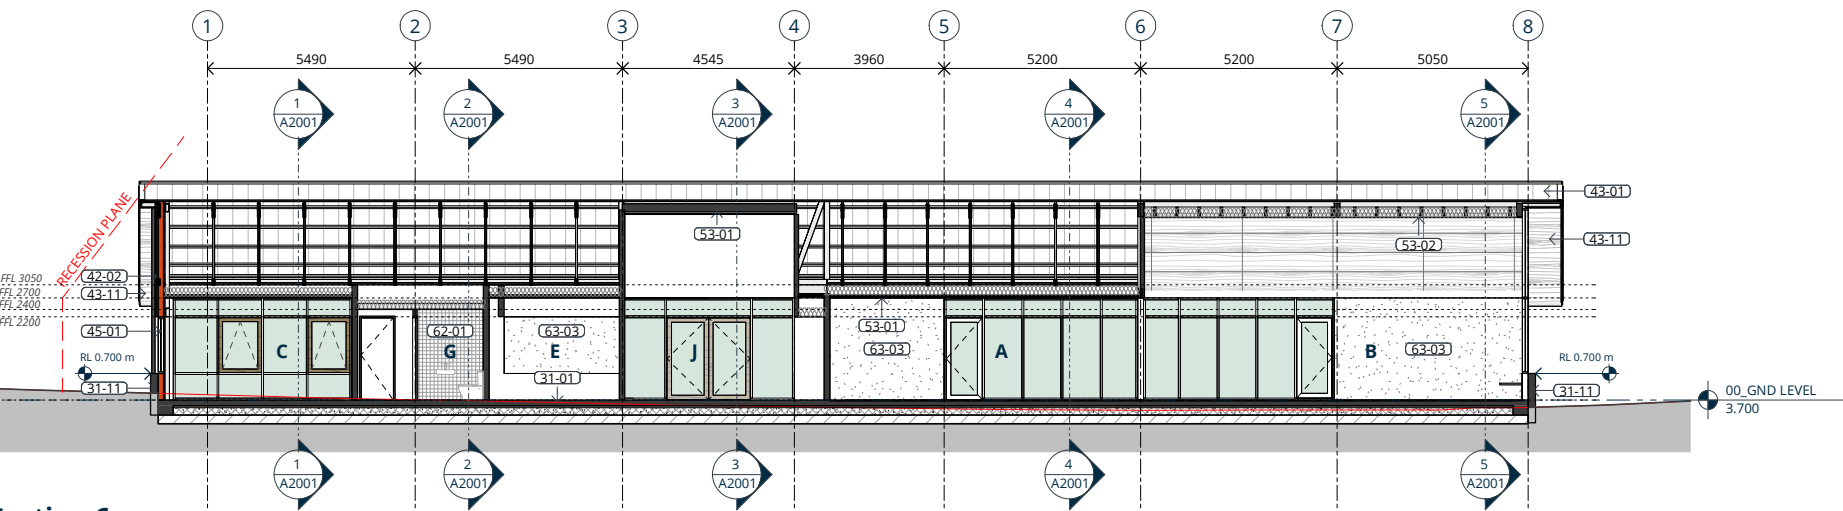 1 2 3 4 5 6 7 8
5490 5490 4545 3960 5200 5200 5050
1 2 3 4 5
A2001 A2001 A2001 A2001 A2001
RECESSION PLANE
43-01
53-01
53-02
43-11
FFL 3050
42-02
FFL 2700
43-11
FFL 2400
FFL 2200
45-01
62-01
63-03
53-01
63-03
63-03
C G E J A B
RL 0.700 m
RL 0.700 m
31-01
31-11
31-11
00_GND LEVEL
3.700
1 2 3 4 5
A2001 A2001 A2001 A2001 A2001